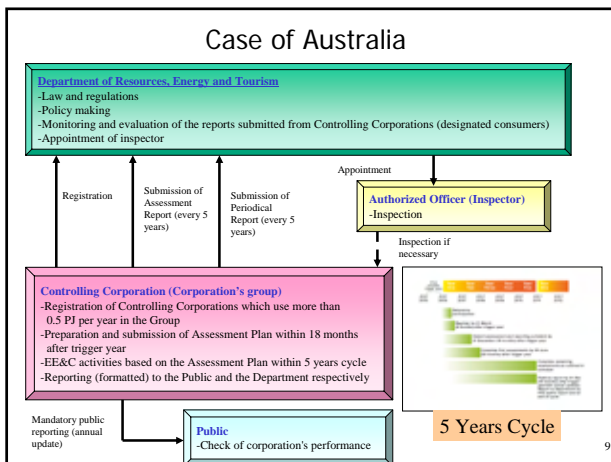 Case of Australia
Department of Resources, Energy and Tourism
-Law and regulations
-Policy making
-Monitoring and evaluation of the reports submitted from Controlling Corporations (designated consumers)
-Appointment of inspector
Registration
Submission of
Assessment
Report (every 5
years)
Submission of
Periodical
Report (every 5
years)
Appointment
Authorized Officer (Inspector)
-Inspection
Inspection if
necessary
Controlling Corporation (Corporation's group)
-Registration of Controlling Corporations which use more than
0.5 PJ per year in the Group
-Preparation and submission of Assessment Plan within 18 months
after trigger year
-EE&C activities based on the Assessment Plan within 5 years cycle
-Reporting (formatted) to the Public and the Department respectively
5 Years Cycle
Mandatory public
reporting (annual
update)
Public
-Check of corporation's performance
9